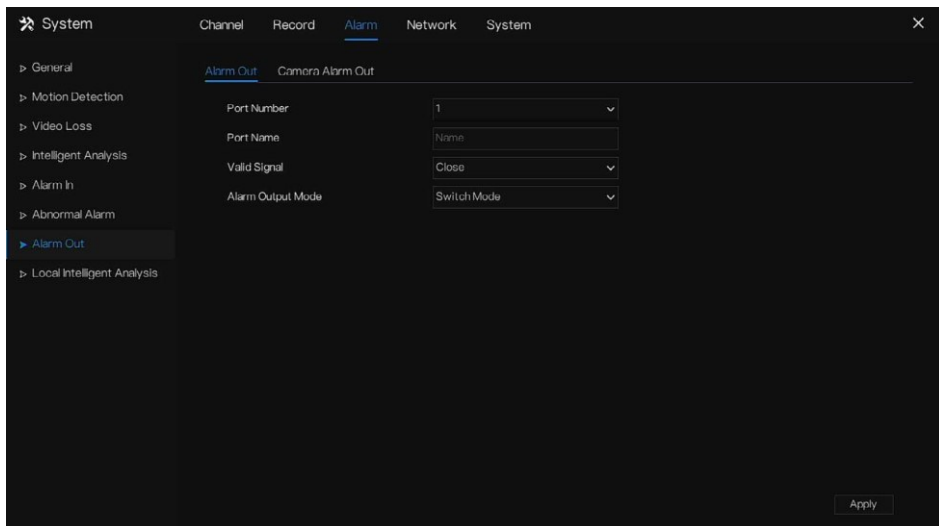 System
Channel Record Alarm Network System
General
Motion Detection
Video Loss
Intelligent Analysis
Alarm In
Abnormal Alarm
Alarm Out
Local Intelligent Analysis
Alarm Out Camera Alarm Out
Port Number 1
Port Name Name
Valid Signal Close
Alarm Output Mode Switch Mode
Apply